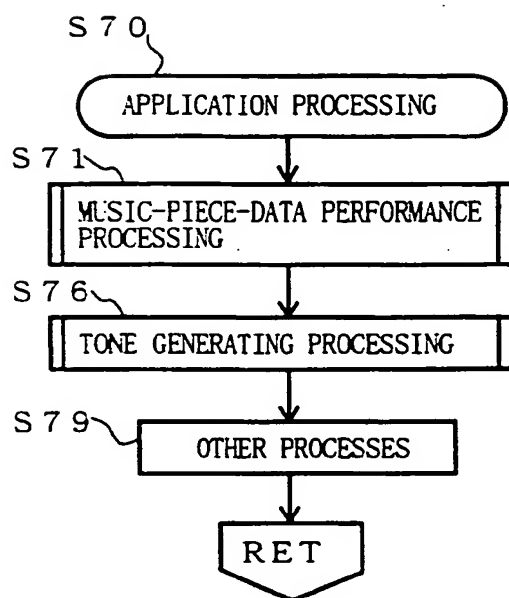 S70
APPLICATION PROCESSING
S71
MUSIC-PIECE-DATA PERFORMANCE
PROCESSING
S76
TONE GENERATING PROCESSING
S79
OTHER PROCESSES
RET